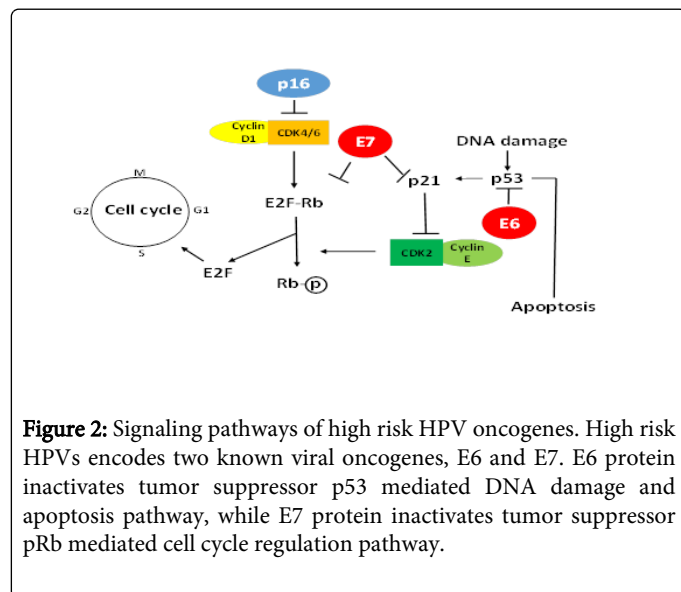 p16
Cyclin D1
CDK4/6
E7
DNA damage
p21
p53
M
G2
Cell cycle
G1
S
E2F-Rb
E6
CDK2
Cyclin E
E2F
Rb-p
Apoptosis
Figure 2: Signaling pathways of high risk HPV oncogenes. High risk
HPVs encodes two known viral oncogenes, E6 and E7. E6 protein
inactivates tumor suppressor p53 mediated DNA damage and
apoptosis pathway, while E7 protein inactivates tumor suppressor
pRb mediated cell cycle regulation pathway.